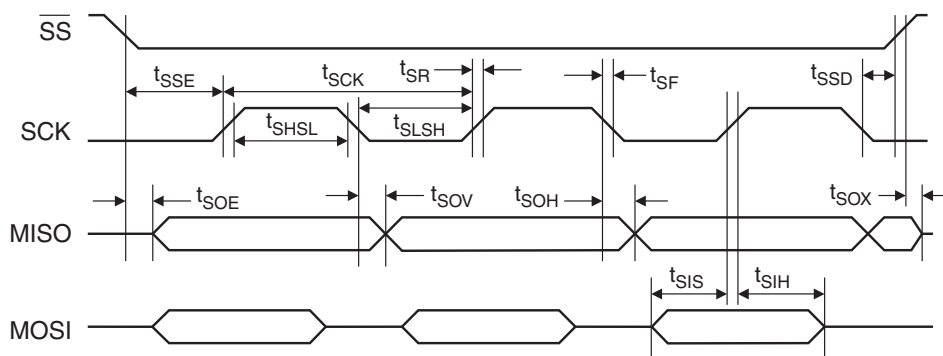 SS
tSSE
tSCK
tSR
tSF
tSSD
SCK
tSHSL
tSLSH
tSOE
tSOV
tSOH
tSOX
MISO
tSIS
tSIH
MOSI